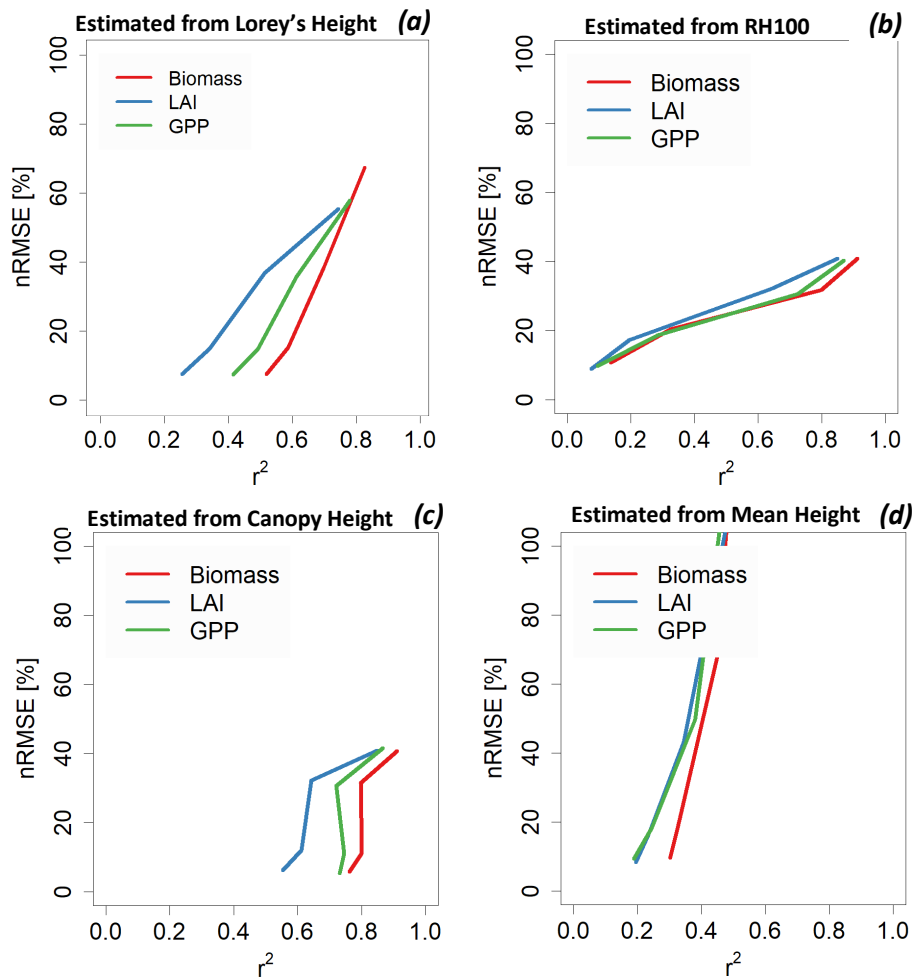 Estimated from Lorey's Height (a)
100
80
60
40
20
0
nRMSE [%]
Biomass
LAI
GPP
0.0 0.2 0.4 0.6 0.8 1.0
r²
Estimated from RH100 (b)
100
80
60
40
20
0
nRMSE [%]
Biomass
LAI
GPP
0.0 0.2 0.4 0.6 0.8 1.0
r²
Estimated from Canopy Height (c)
100
80
60
40
20
0
nRMSE [%]
Biomass
LAI
GPP
0.0 0.2 0.4 0.6 0.8 1.0
r²
Estimated from Mean Height (d)
100
80
60
40
20
0
nRMSE [%]
Biomass
LAI
GPP
0.0 0.2 0.4 0.6 0.8 1.0
r²